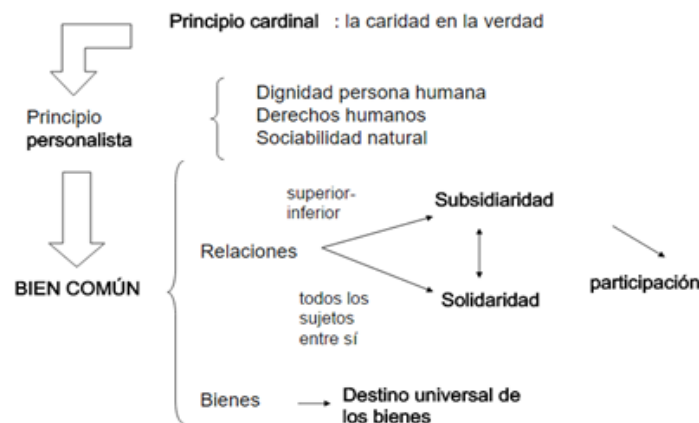 Principio cardinal : la caridad en la verdad
Dignidad persona humana
Derechos humanos
Sociabilidad natural
Principio
personalista
superior-
inferior
Subsidiaridad
Relaciones
BIEN COMÚN
participación
Solidaridad
todos los
sujetos
entre sí
Bienes
Destino universal de
los bienes